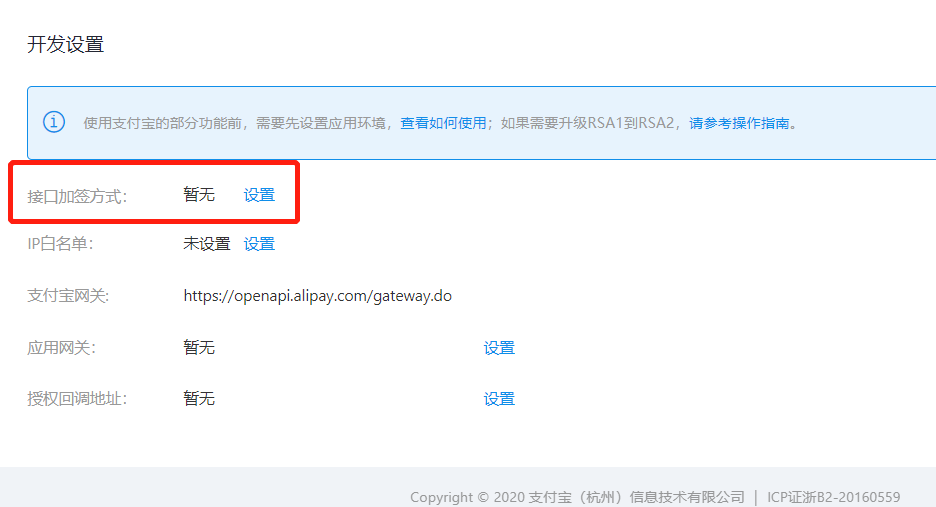 开发设置
使用支付宝的部分功能前，需要先设置应用环境，查看如何使用；如果需要升级RSA1到RSA2，请参考操作指南。
接口加签方式： 暂无 设置
IP白名单： 未设置 设置
支付宝网关： https://openapi.alipay.com/gateway.do
应用网关： 暂无 设置
授权回调地址： 暂无 设置
Copyright © 2020 支付宝（杭州）信息技术有限公司 | ICP证浙B2-20160559